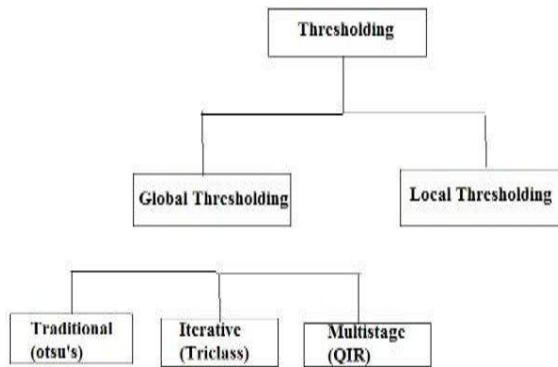 Thresholding
Global Thresholding
Local Thresholding
Traditional
(otsu's)
Iterative
(Triclass)
Multistage
(QIR)